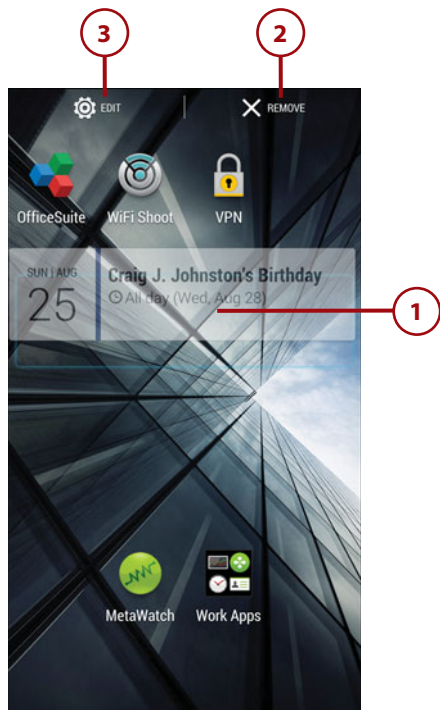 3
2
EDIT
REMOVE
OfficeSuite
WiFi Shoot
VPN
SUN | AUG
25
Craig J. Johnston's Birthday
All day (Wed, Aug 28)
1
MetaWatch
Work Apps